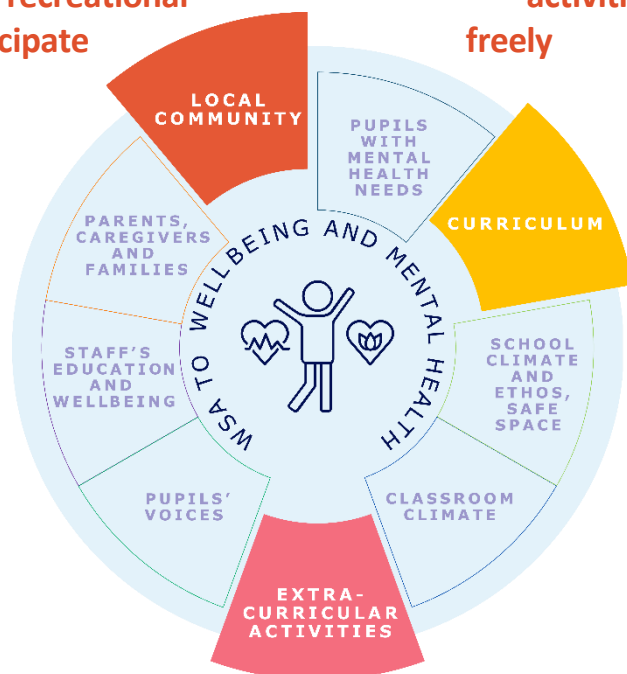 recreational
activiti
cipate
freely
LOCAL
COMMUNITY
PUPILS
WITH
MENTAL
HEALTH
NEEDS
CURRICULUM
PARENTS,
CAREGIVERS
AND
FAMILIES
WSA TO WELLBEING AND MENTAL HEALTH
STAFF'S
EDUCATION
AND
WELLBEING
SCHOOL
CLIMATE
AND
ETHOS,
SAFE
SPACE
PUPILS'
VOICES
CLASSROOM
CLIMATE
EXTRA-
CURRICULAR
ACTIVITIES